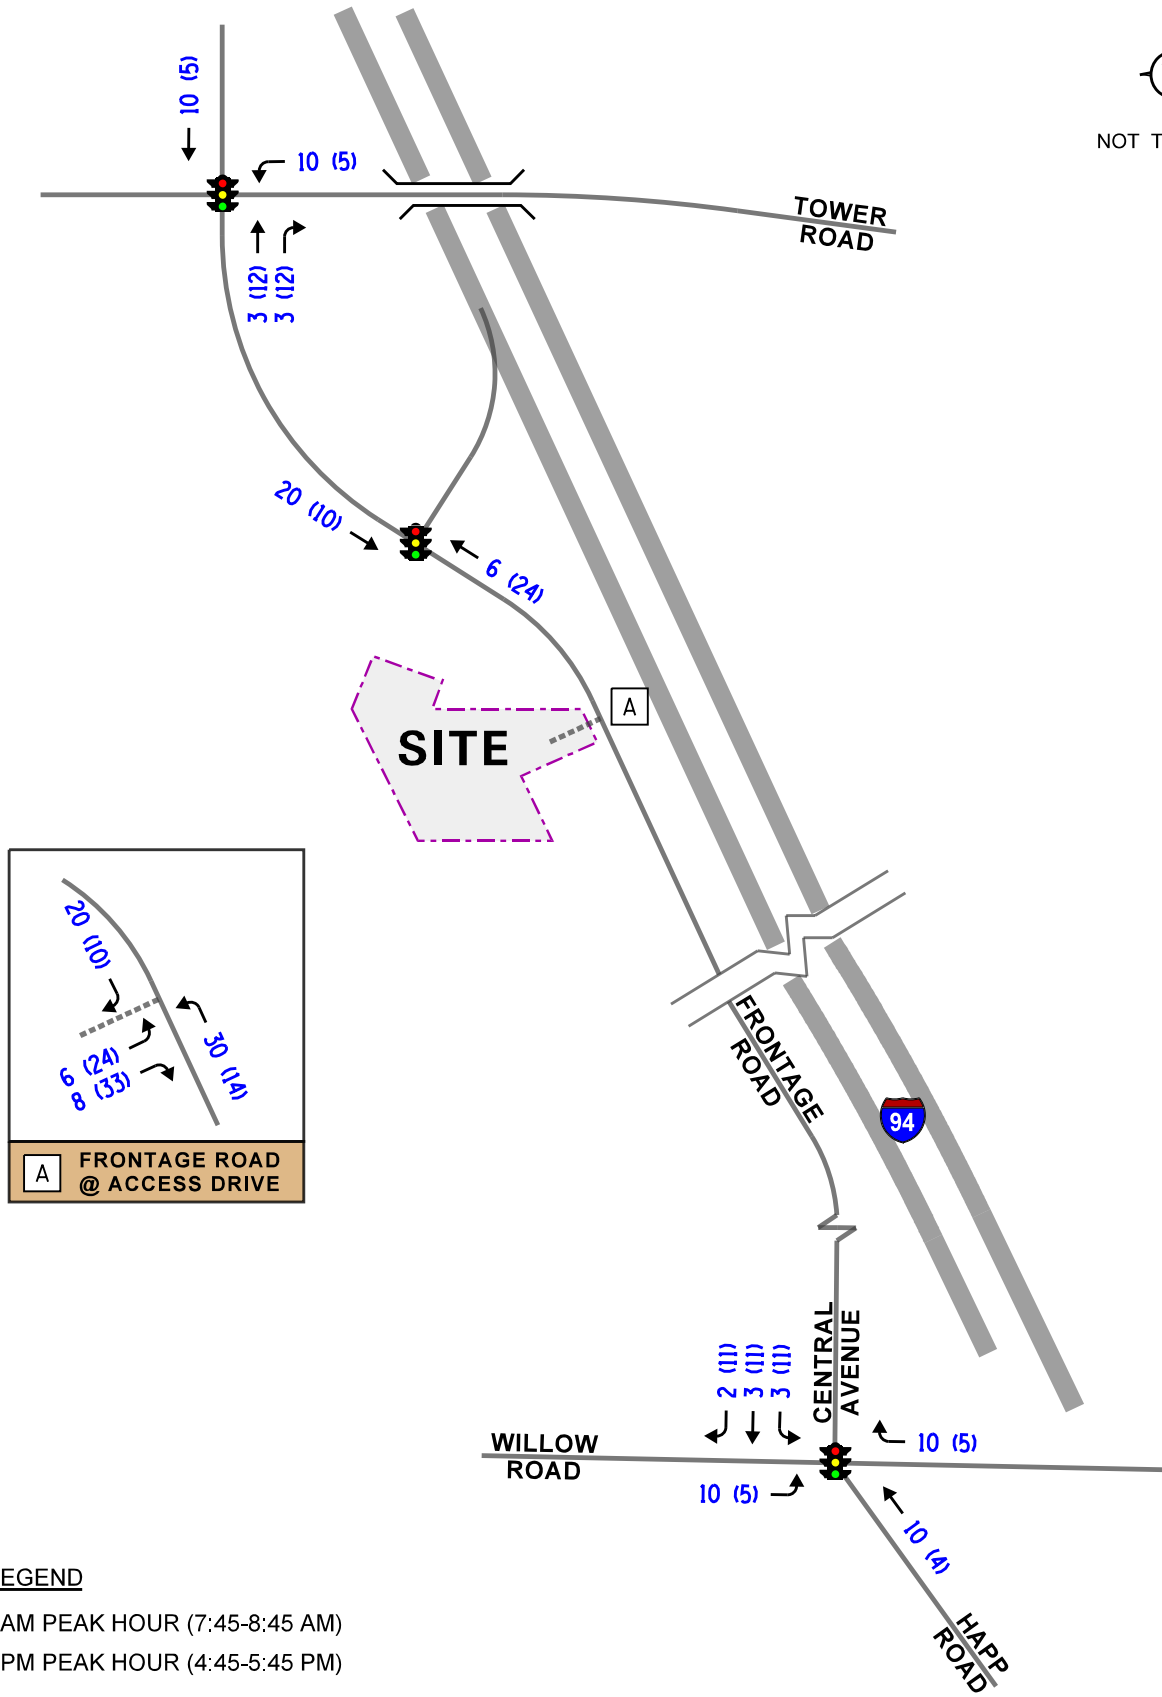 10 (5)
10 (5)
NOT T
TOWER
ROAD
3 (12)
3 (12)
20 (10)
6 (24)
A
SITE
20 (10)
6 (24)
8 (33)
30 (14)
A
FRONTAGE ROAD
@ ACCESS DRIVE
FRONTAGE
ROAD
94
CENTRAL
AVENUE
2 (11)
3 (11)
3 (11)
WILLOW
ROAD
10 (5)
10 (5)
10 (4)
HAPP
ROAD
EGEND
AM PEAK HOUR (7:45-8:45 AM)
PM PEAK HOUR (4:45-5:45 PM)